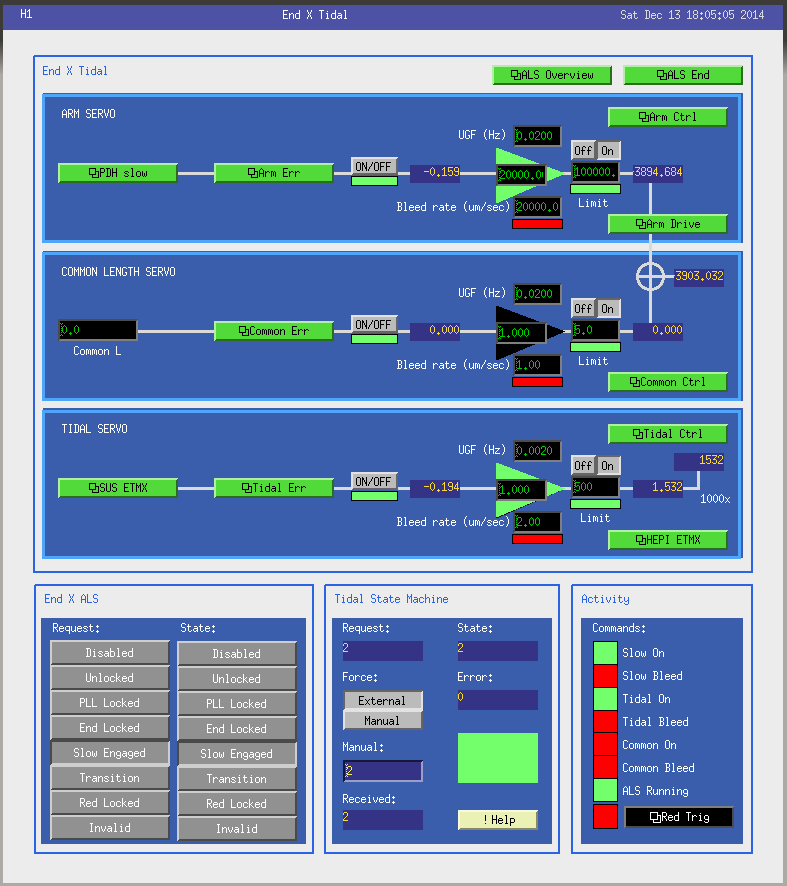 H1 End X Tidal Sat Dec 13 18:05:05 2014
End X Tidal
ALS Overview ALS End
ARM SERVO
Arm Ctrl
UGF (Hz) 0.0200
Off On
PDH slow Arm Err ON/OFF -0.159 20000.0 100000. 3894.684
Bleed rate (um/sec) 20000.0 Limit
Arm Drive
COMMON LENGTH SERVO
3903.032
UGF (Hz) 0.0200
Off On
0.0 Common Err ON/OFF 0.000 1.000 5.0 0.000
Common L
Bleed rate (um/sec) 1.00 Limit
Common Ctrl
TIDAL SERVO
Tidal Ctrl
UGF (Hz) 0.0020
Off On 1532
SUS ETMX Tidal Err ON/OFF -0.194 1.000 500 1.532
1000x
Bleed rate (um/sec) 2.00 Limit
HEPI ETMX
End X ALS
Request: State:
Disabled Disabled
Unlocked Unlocked
PLL Locked PLL Locked
End Locked End Locked
Slow Engaged Slow Engaged
Transition Transition
Red Locked Red Locked
Invalid Invalid
Tidal State Machine
Request: State:
2 2
Force: Error:
External 0
Manual
Manual:
2
Received:
2 !Help
Activity
Commands:
Slow On
Slow Bleed
Tidal On
Tidal Bleed
Common On
Common Bleed
ALS Running
Red Trig